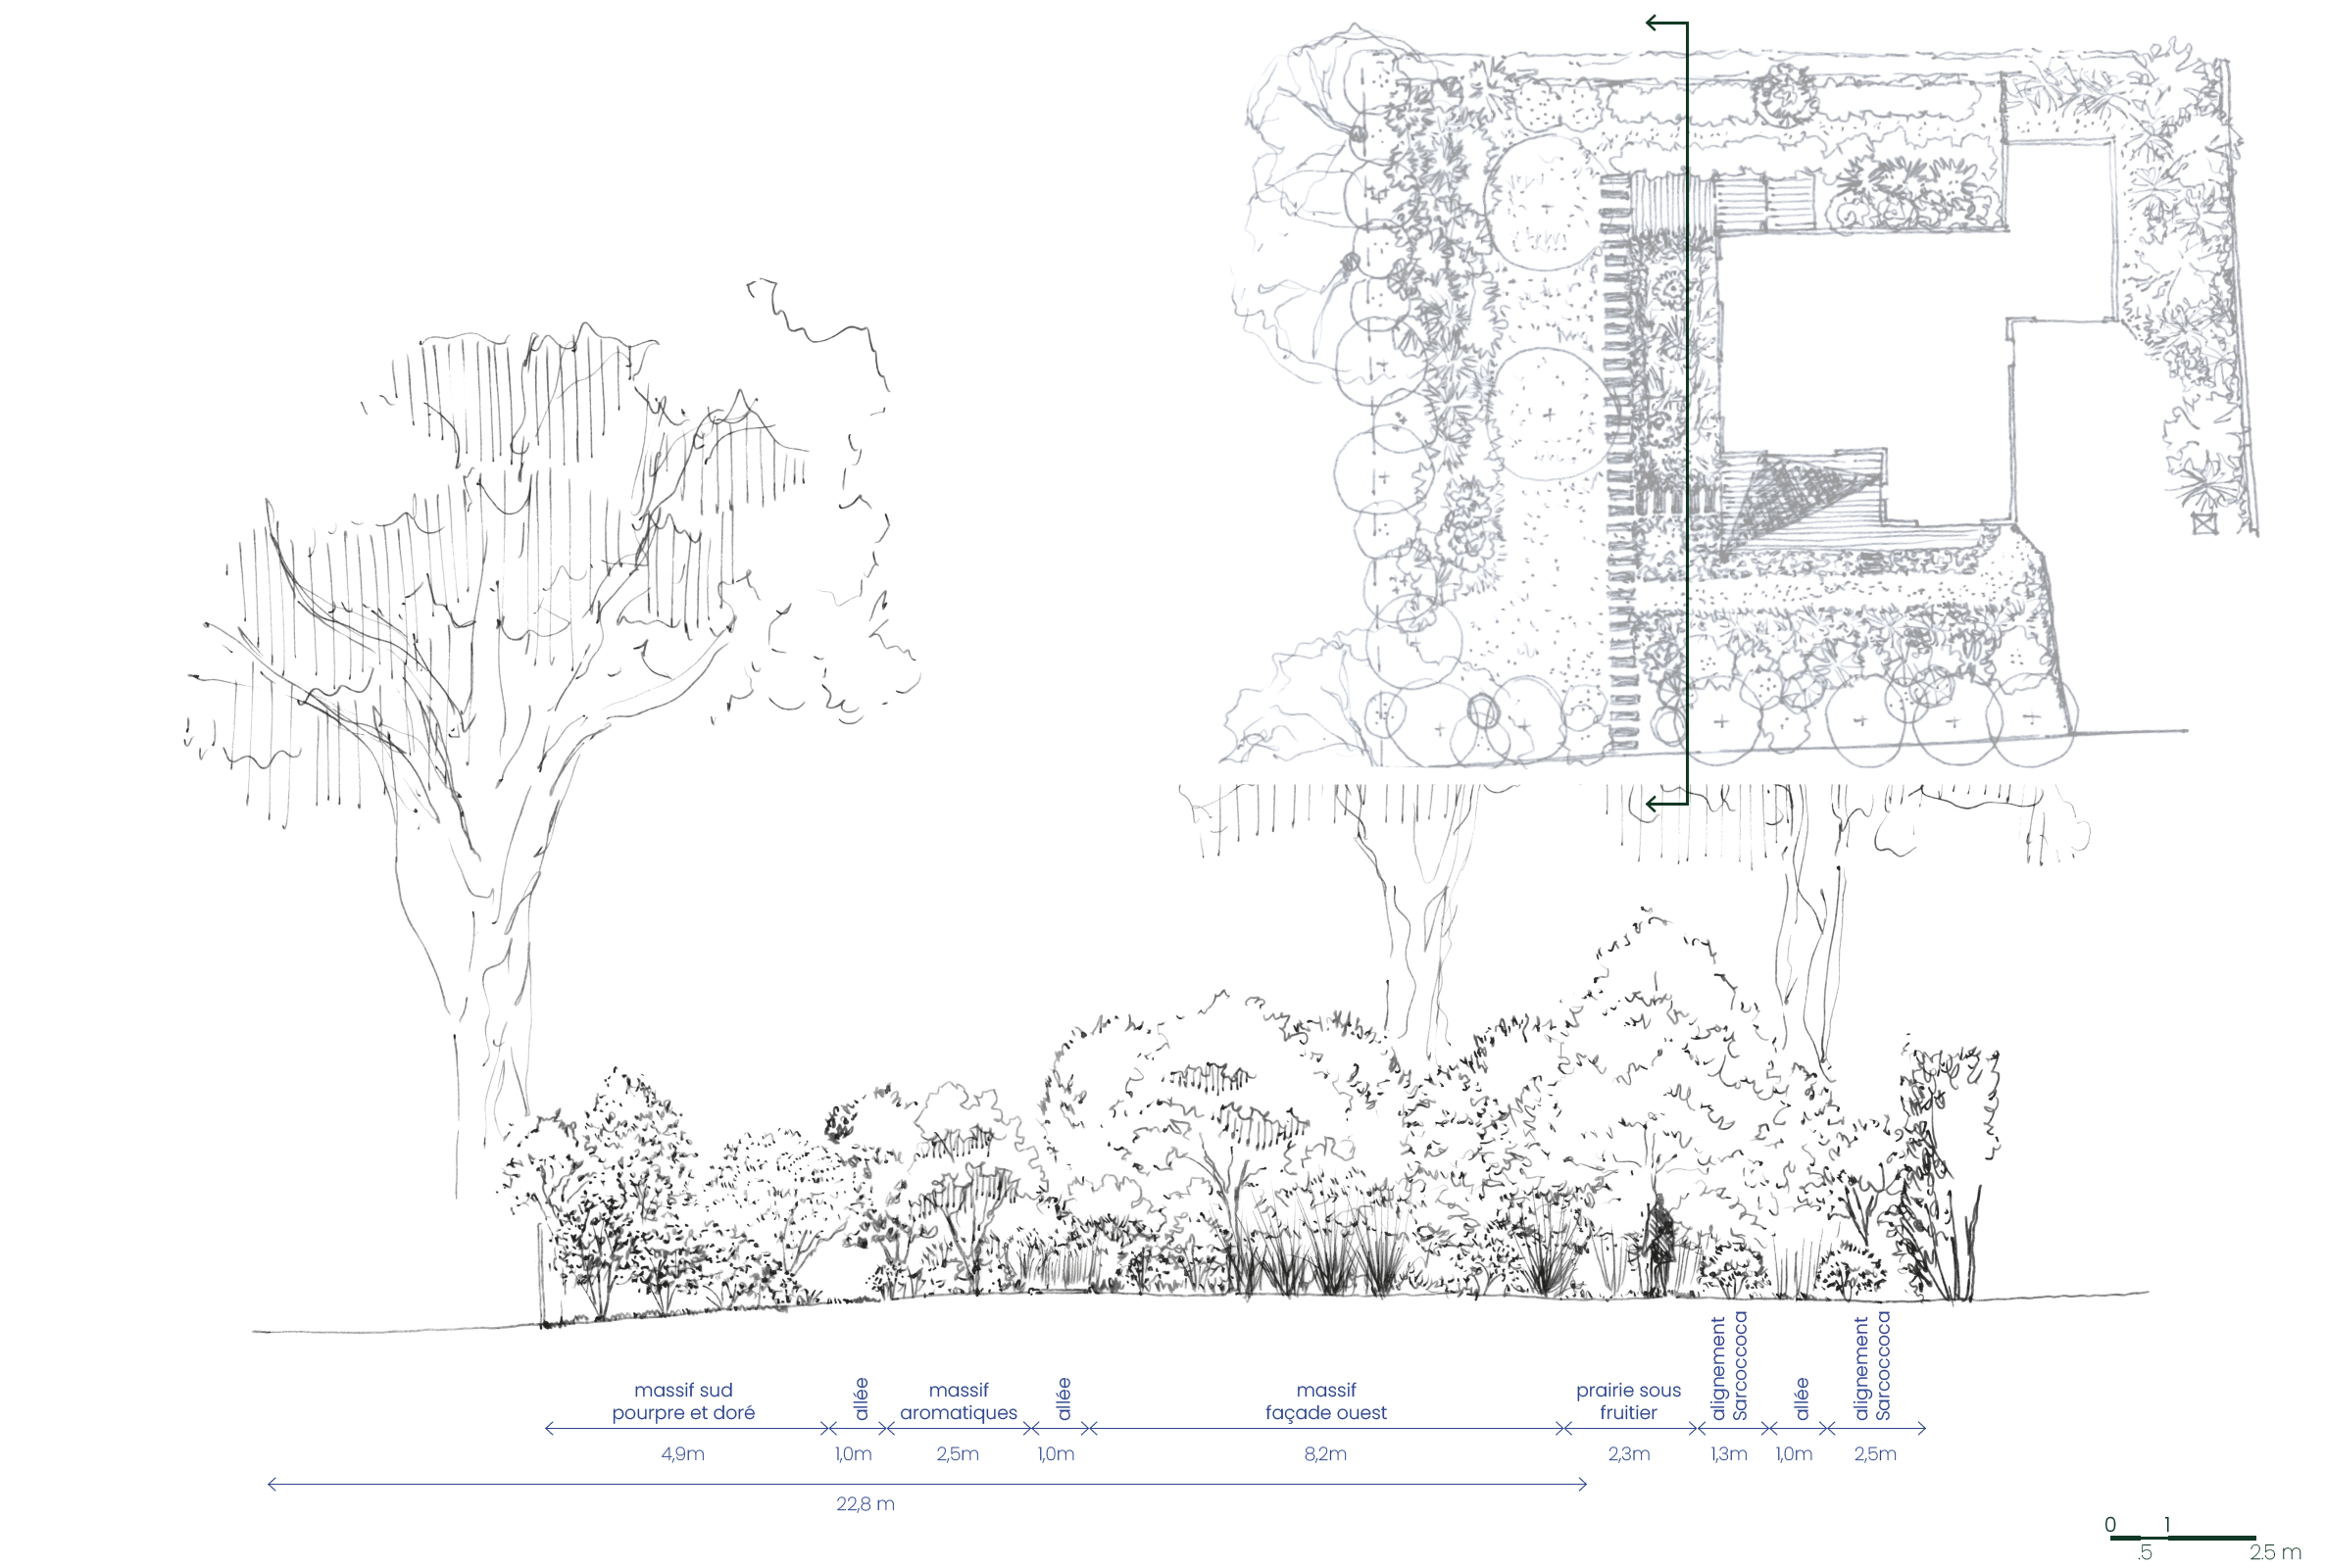 alignement
Sarcoccoca
alignement
Sarcoccoca
massif sud
pourpre et doré
allée
massif
aromatiques
allée
massif
façade ouest
prairie sous
fruitier
allée
4,9m
1,0m
2,5m
1,0m
8,2m
2,3m
1,3m
1,0m
2,5m
22,8 m
0
1
.5
2.5 m